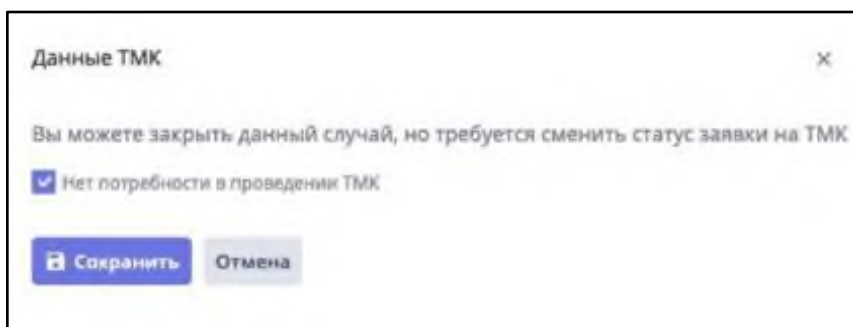 Данные ТМК
Вы можете закрыть данный случай, но требуется сменить статус заявки на ТМК
Нет потребности в проведении ТМК
Сохранить Отмена